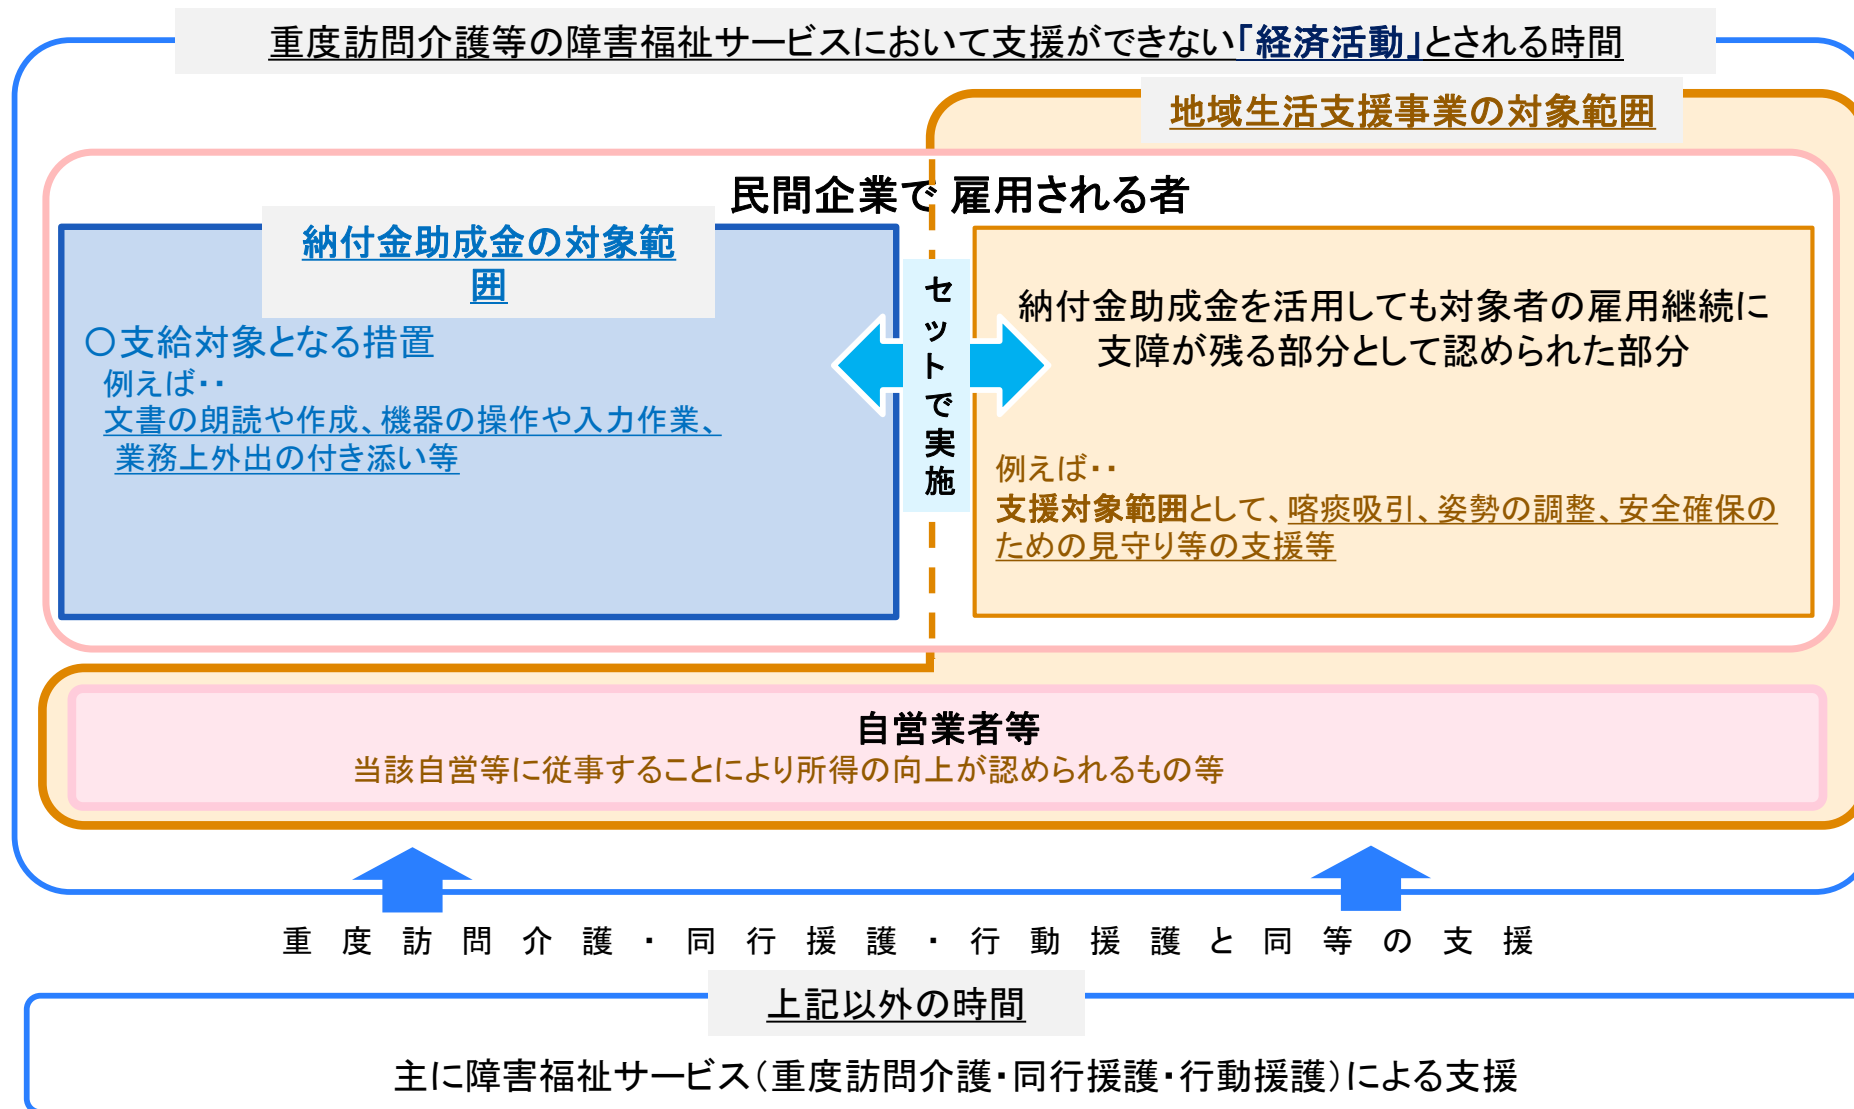 重度訪問介護等の障害福祉サービスにおいて支援ができない「経済活動」とされる時間
地域生活支援事業の対象範囲
民間企業で 雇用される者
納付金助成金の対象範
囲
〇支給対象となる措置
例えば・・
文書の朗読や作成、機器の操作や入力作業、
業務上外出の付き添い等
セットで実施
納付金助成金を活用しても対象者の雇用継続に
支障が残る部分として認められた部分
例えば・・
支援対象範囲として、喀痰吸引、姿勢の調整、安全確保の
ための見守り等の支援等
自営業者等
当該自営等に従事することにより所得の向上が認められるもの等
重度訪問介護・同行援護・行動援護と同等の支援
上記以外の時間
主に障害福祉サービス（重度訪問介護・同行援護・行動援護）による支援